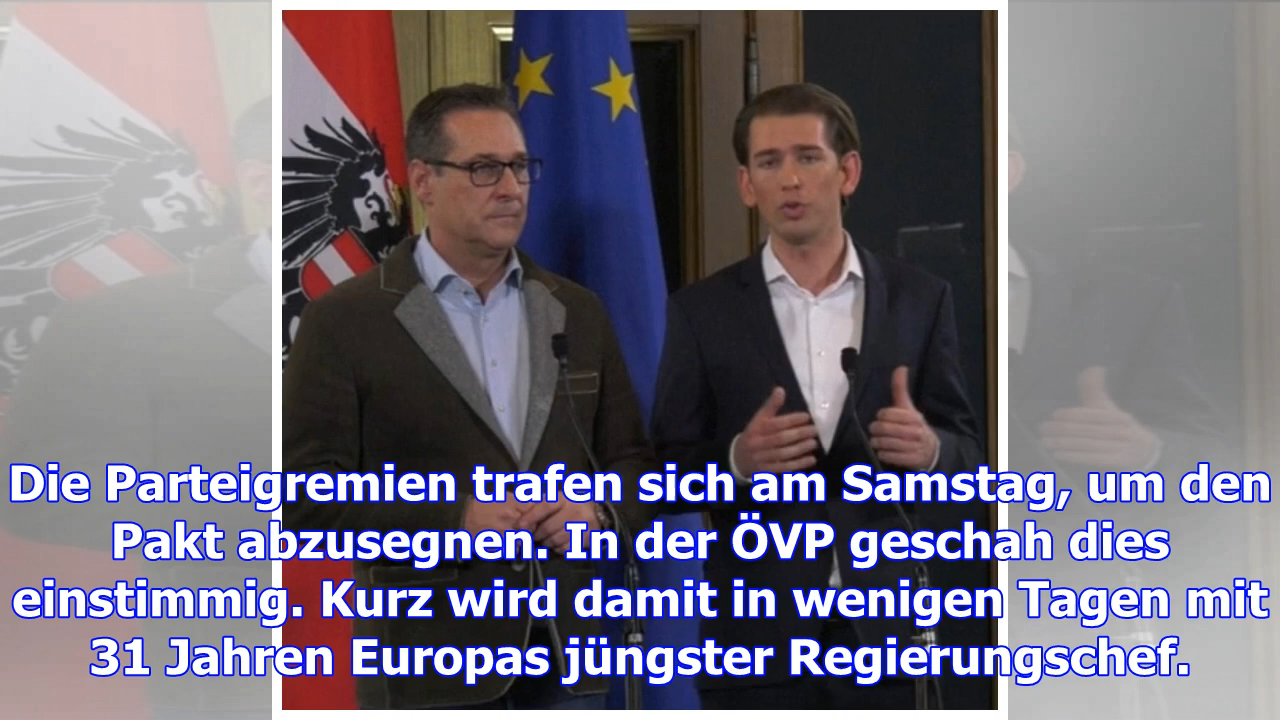 Die Parteigremien trafen sich am Samstag, um den
Pakt abzusegnen. In der ÖVP geschah dies
einstimmig. Kurz wird damit in wenigen Tagen mit
31 Jahren Europas jüngster Regierungschef.